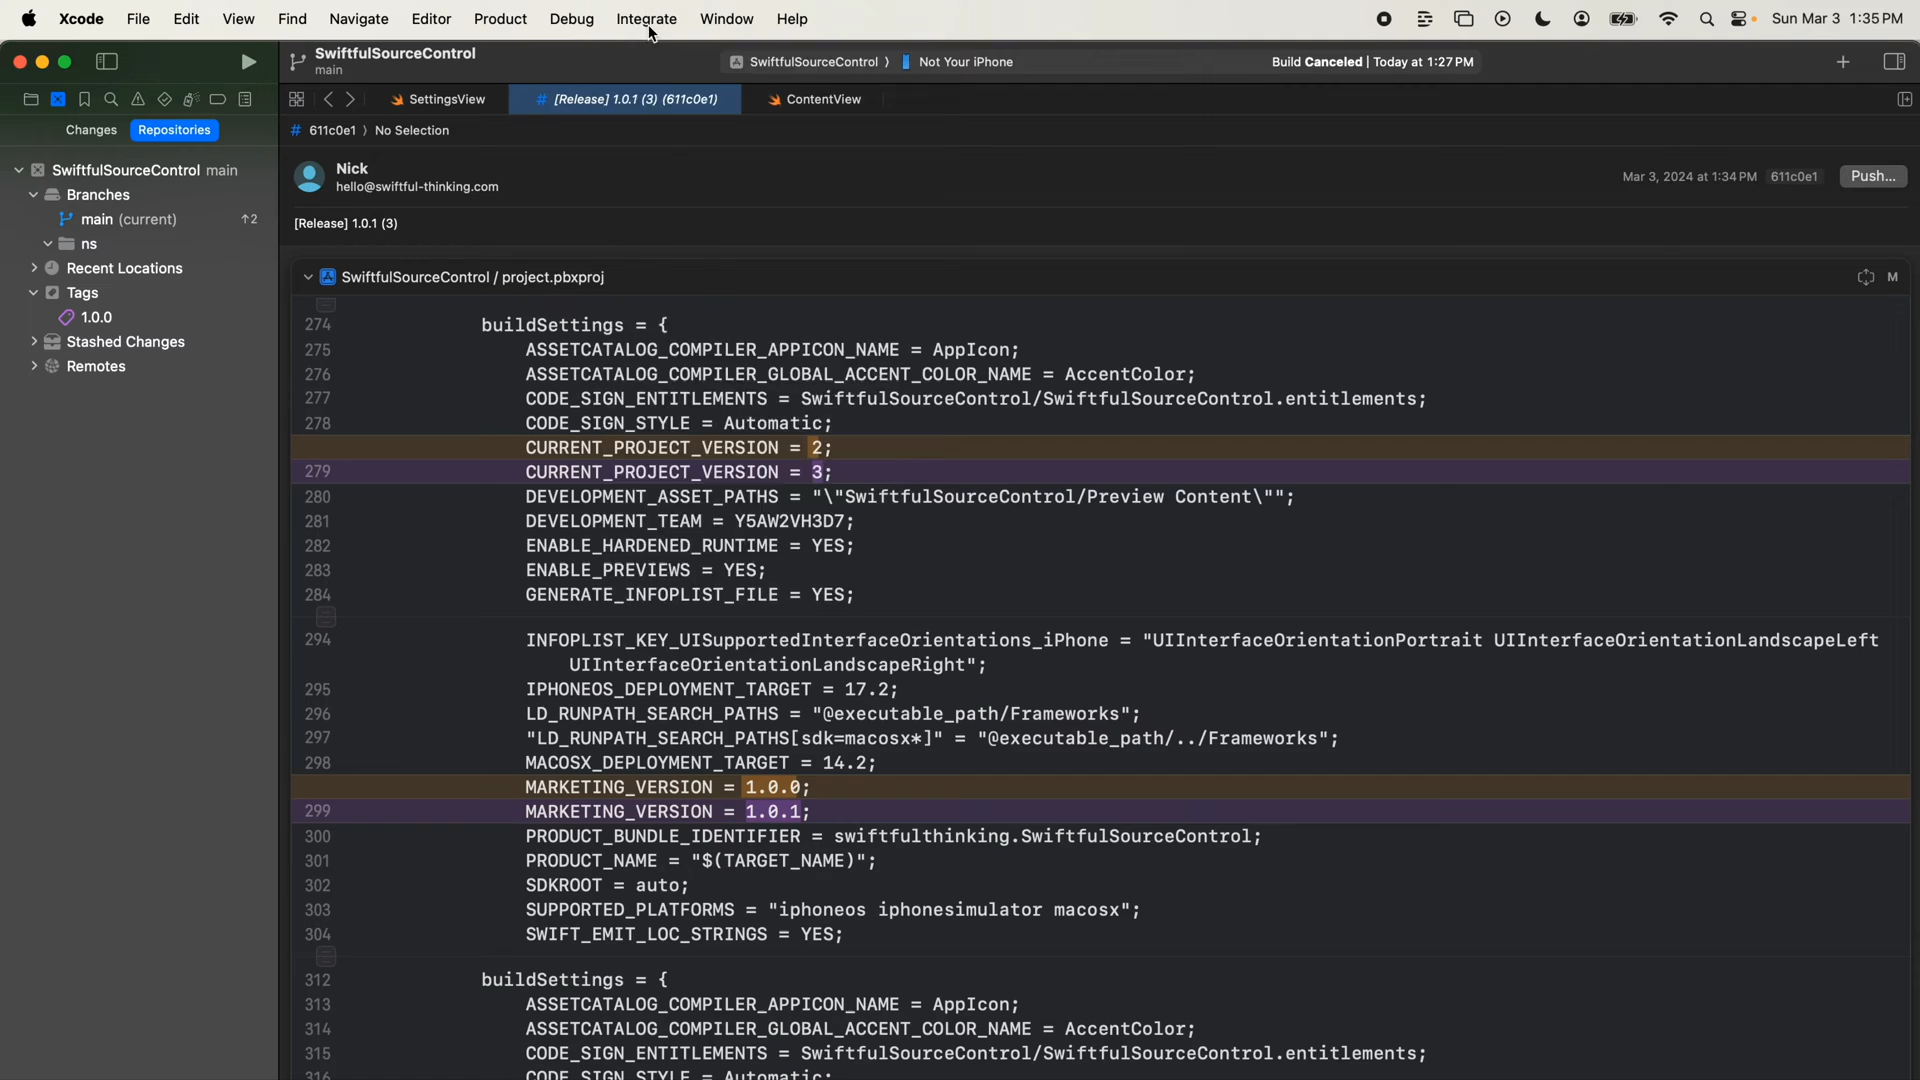 Xcode File Edit View Find Navigate Editor Product Debug Integrate Window Help Sun Mar 3 1:35 PM
SwiftfulSourceControl
main
SwiftfulSourceControl ⟩ Not Your iPhone Build Canceled | Today at 1:27 PM
SettingsView # [Release] 1.0.1 (3) (611c0e1) ContentView
Changes Repositories
# 611c0e1 ⟩ No Selection
SwiftfulSourceControl main
Branches
main (current) ↑2
ns
Recent Locations
Tags
1.0.0
Stashed Changes
Remotes
Nick
hello@swiftful-thinking.com
Mar 3, 2024 at 1:34 PM 611c0e1 Push...
[Release] 1.0.1 (3)
SwiftfulSourceControl / project.pbxproj M
274 buildSettings = {
275 ASSETCATALOG_COMPILER_APPICON_NAME = AppIcon;
276 ASSETCATALOG_COMPILER_GLOBAL_ACCENT_COLOR_NAME = AccentColor;
277 CODE_SIGN_ENTITLEMENTS = SwiftfulSourceControl/SwiftfulSourceControl.entitlements;
278 CODE_SIGN_STYLE = Automatic;
CURRENT_PROJECT_VERSION = 2;
279 CURRENT_PROJECT_VERSION = 3;
280 DEVELOPMENT_ASSET_PATHS = "\"SwiftfulSourceControl/Preview Content\"";
281 DEVELOPMENT_TEAM = Y5AW2VH3D7;
282 ENABLE_HARDENED_RUNTIME = YES;
283 ENABLE_PREVIEWS = YES;
284 GENERATE_INFOPLIST_FILE = YES;
294 INFOPLIST_KEY_UISupportedInterfaceOrientations_iPhone = "UIInterfaceOrientationPortrait UIInterfaceOrientationLandscapeLeft
UIInterfaceOrientationLandscapeRight";
295 IPHONEOS_DEPLOYMENT_TARGET = 17.2;
296 LD_RUNPATH_SEARCH_PATHS = "@executable_path/Frameworks";
297 "LD_RUNPATH_SEARCH_PATHS[sdk=macosx*]" = "@executable_path/../Frameworks";
298 MACOSX_DEPLOYMENT_TARGET = 14.2;
MARKETING_VERSION = 1.0.0;
299 MARKETING_VERSION = 1.0.1;
300 PRODUCT_BUNDLE_IDENTIFIER = swiftfulthinking.SwiftfulSourceControl;
301 PRODUCT_NAME = "$(TARGET_NAME)";
302 SDKROOT = auto;
303 SUPPORTED_PLATFORMS = "iphoneos iphonesimulator macosx";
304 SWIFT_EMIT_LOC_STRINGS = YES;
312 buildSettings = {
313 ASSETCATALOG_COMPILER_APPICON_NAME = AppIcon;
314 ASSETCATALOG_COMPILER_GLOBAL_ACCENT_COLOR_NAME = AccentColor;
315 CODE_SIGN_ENTITLEMENTS = SwiftfulSourceControl/SwiftfulSourceControl.entitlements;
316 CODE_SIGN_STYLE = Automatic;